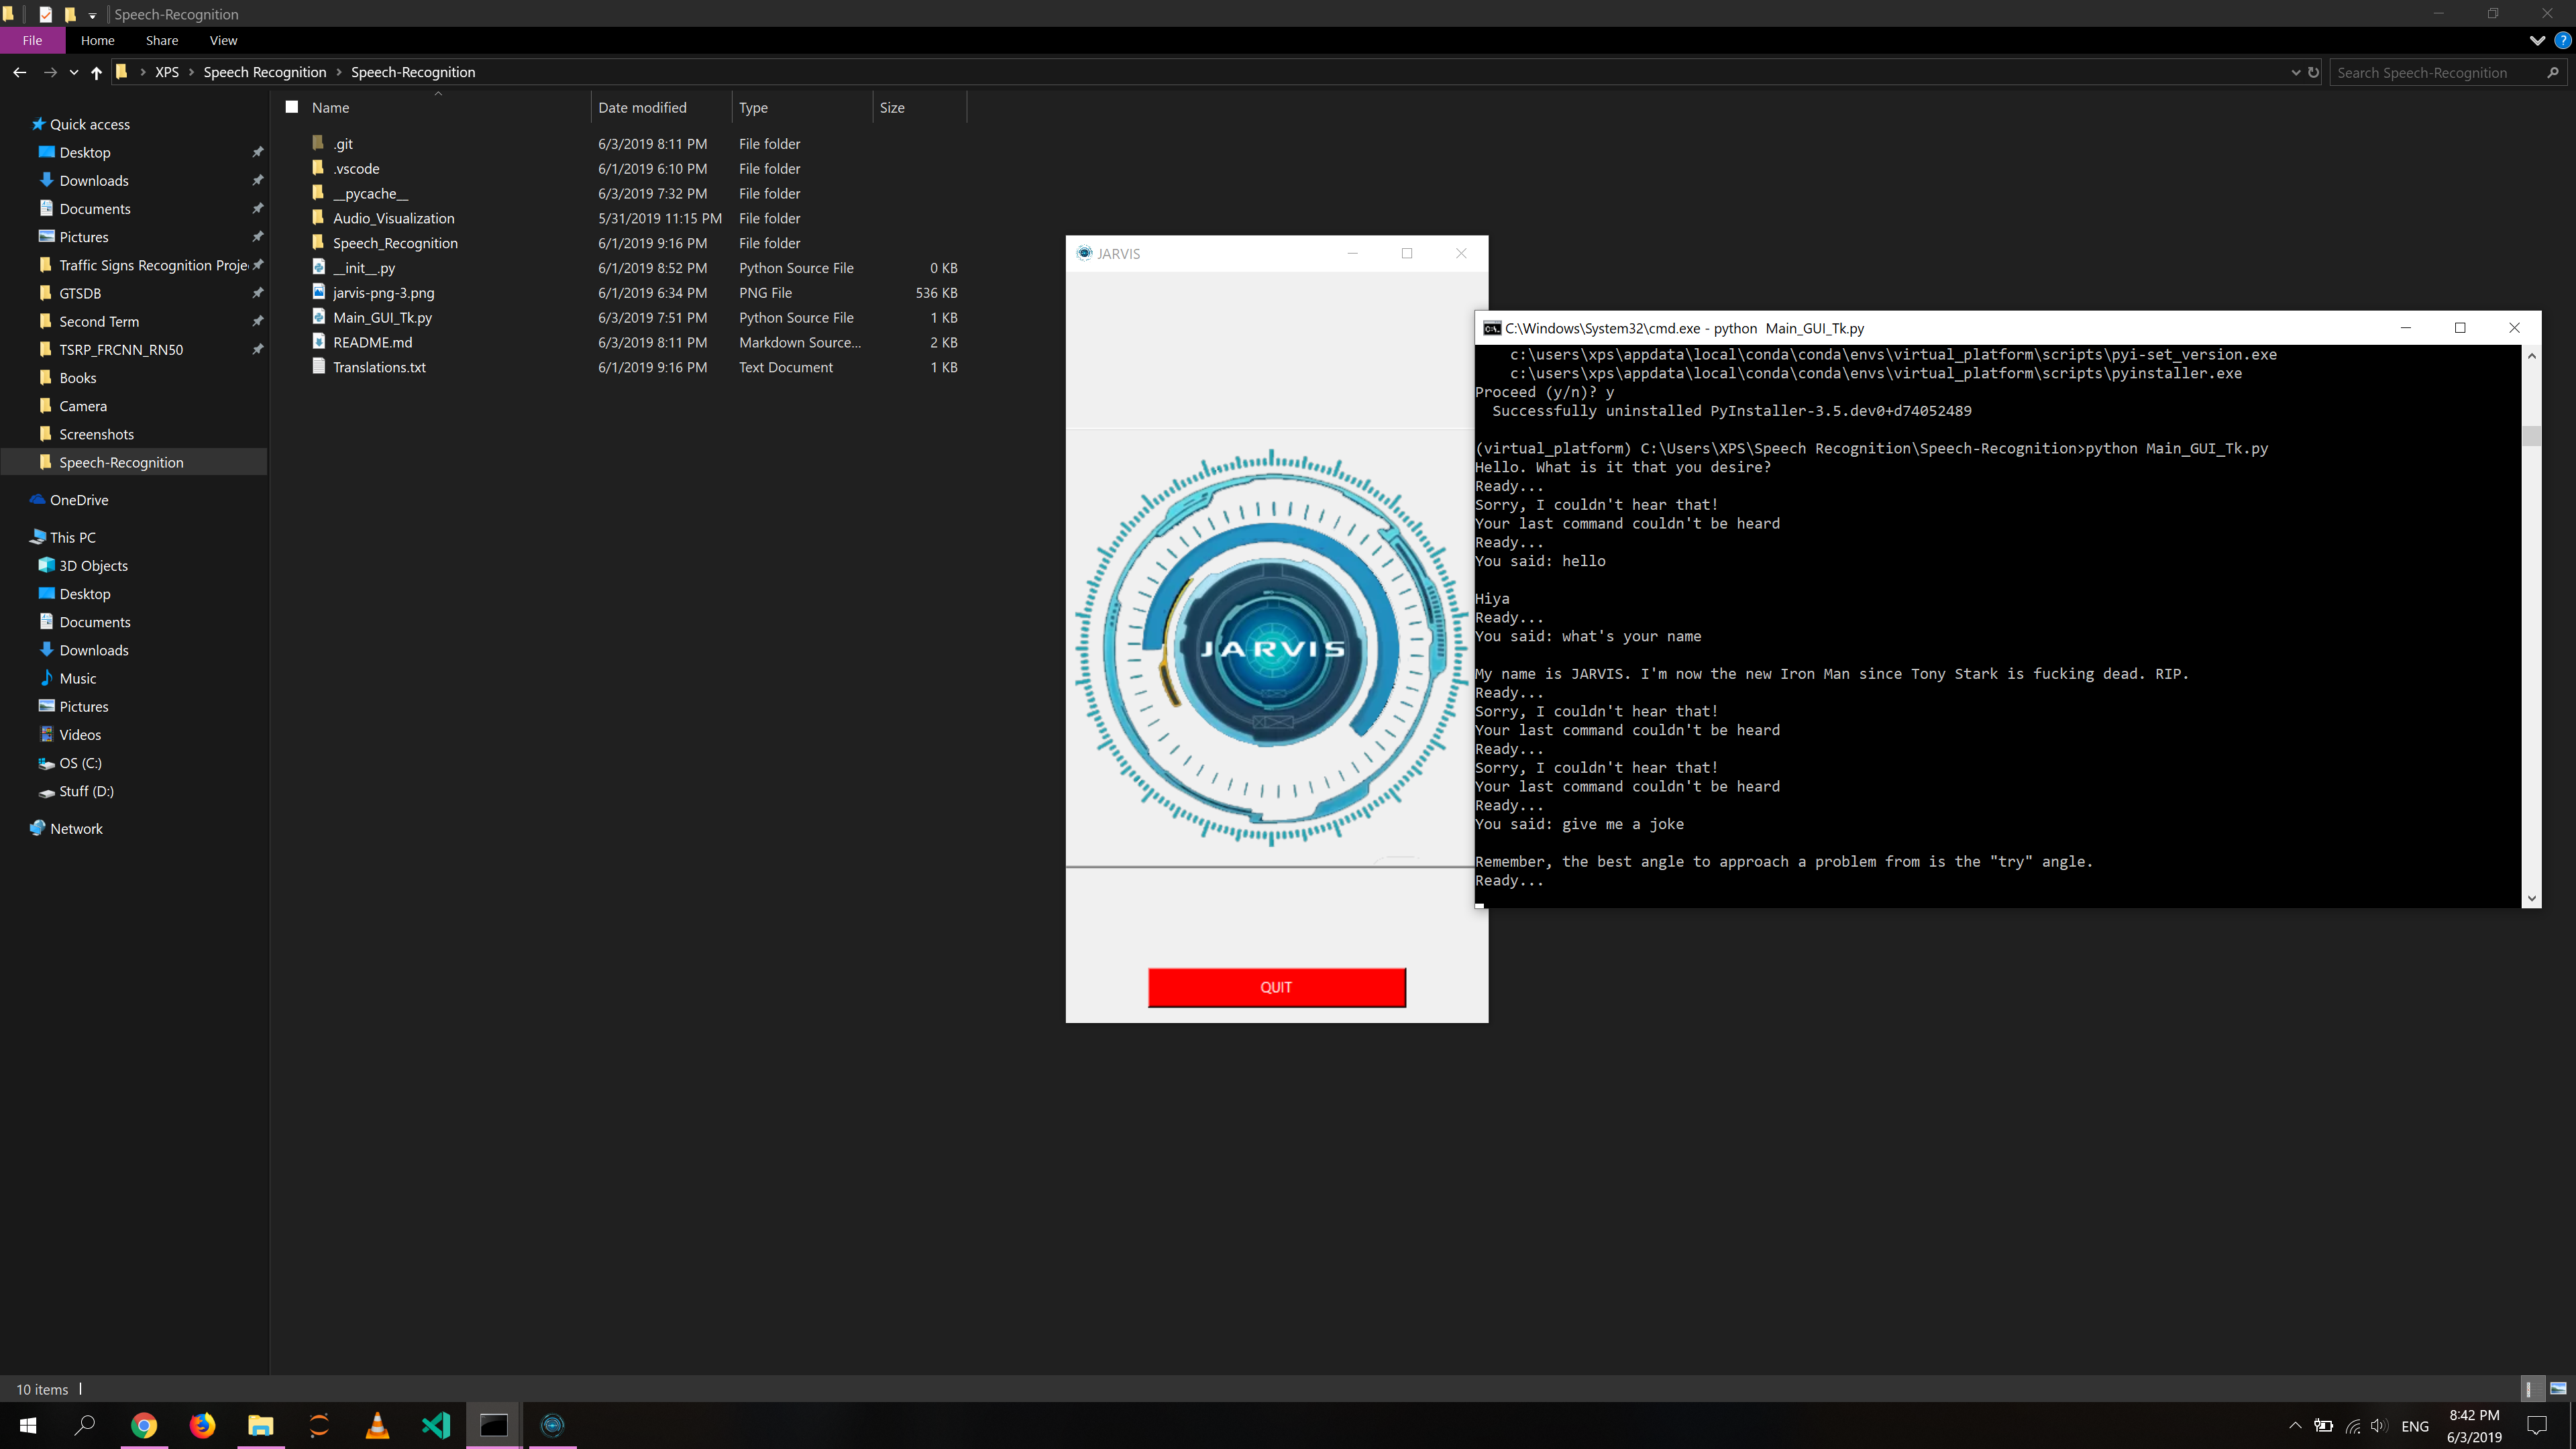 Speech-Recognition
File Home Share View
XPS Speech Recognition Speech-Recognition
Search Speech-Recognition
Name Date modified Type Size
Quick access
Desktop
Downloads
Documents
Pictures
Traffic Signs Recognition Proje
GTSDB
Second Term
TSRP_FRCNN_RN50
Books
Camera
Screenshots
Speech-Recognition
OneDrive
This PC
3D Objects
Desktop
Documents
Downloads
Music
Pictures
Videos
OS (C:)
Stuff (D:)
Network
.git 6/3/2019 8:11 PM File folder
.vscode 6/1/2019 6:10 PM File folder
__pycache__ 6/3/2019 7:32 PM File folder
Audio_Visualization 5/31/2019 11:15 PM File folder
Speech_Recognition 6/1/2019 9:16 PM File folder
__init__.py 6/1/2019 8:52 PM Python Source File 0 KB
jarvis-png-3.png 6/1/2019 6:34 PM PNG File 536 KB
Main_GUI_Tk.py 6/3/2019 7:51 PM Python Source File 1 KB
README.md 6/3/2019 8:11 PM Markdown Source... 2 KB
Translations.txt 6/1/2019 9:16 PM Text Document 1 KB
JARVIS
JARVIS
QUIT
C:\Windows\System32\cmd.exe - python  Main_GUI_Tk.py
c:\users\xps\appdata\local\conda\conda\envs\virtual_platform\scripts\pyi-set_version.exe
c:\users\xps\appdata\local\conda\conda\envs\virtual_platform\scripts\pyinstaller.exe
Proceed (y/n)? y
Successfully uninstalled PyInstaller-3.5.dev0+d74052489
(virtual_platform) C:\Users\XPS\Speech Recognition\Speech-Recognition>python Main_GUI_Tk.py
Hello. What is it that you desire?
Ready...
Sorry, I couldn't hear that!
Your last command couldn't be heard
Ready...
You said: hello
Hiya
Ready...
You said: what's your name
My name is JARVIS. I'm now the new Iron Man since Tony Stark is fucking dead. RIP.
Ready...
Sorry, I couldn't hear that!
Your last command couldn't be heard
Ready...
Sorry, I couldn't hear that!
Your last command couldn't be heard
Ready...
You said: give me a joke
Remember, the best angle to approach a problem from is the "try" angle.
Ready...
10 items
ENG
8:42 PM
6/3/2019